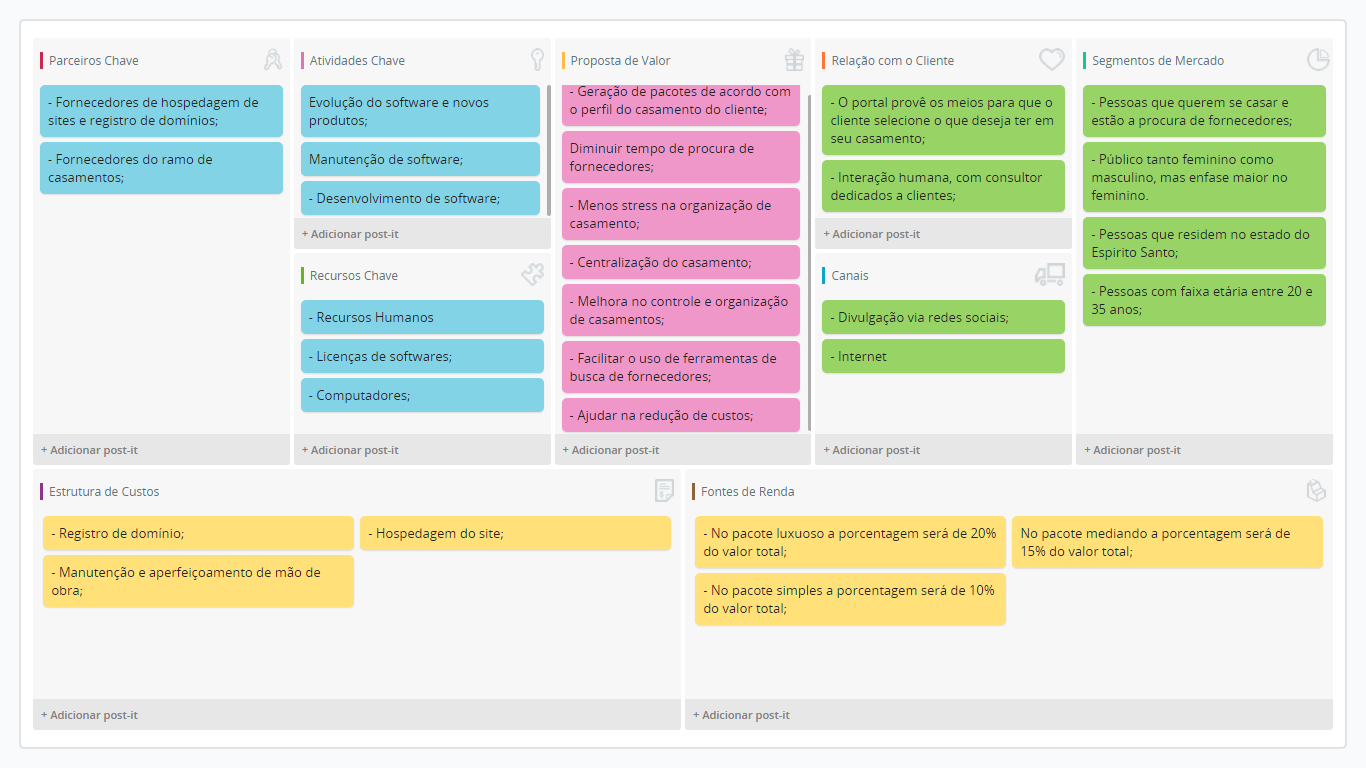 Parceiros Chave
- Fornecedores de hospedagem de
sites e registro de domínios;
- Fornecedores do ramo de
casamentos;
+ Adicionar post-it
Atividades Chave
Evolução do software e novos
produtos;
Manutenção de software;
- Desenvolvimento de software;
+ Adicionar post-it
Recursos Chave
- Recursos Humanos
- Licenças de softwares;
- Computadores;
+ Adicionar post-it
Proposta de Valor
- Geração de pacotes de acordo com
o perfil do casamento do cliente;
Diminuir tempo de procura de
fornecedores;
- Menos stress na organização de
casamento;
- Centralização do casamento;
- Melhora no controle e organização
de casamentos;
- Facilitar o uso de ferramentas de
busca de fornecedores;
- Ajudar na redução de custos;
+ Adicionar post-it
Relação com o Cliente
- O portal provê os meios para que o
cliente selecione o que deseja ter em
seu casamento;
- Interação humana, com consultor
dedicados a clientes;
+ Adicionar post-it
Canais
- Divulgação via redes sociais;
- Internet
+ Adicionar post-it
Segmentos de Mercado
- Pessoas que querem se casar e
estão a procura de fornecedores;
- Público tanto feminino como
masculino, mas enfase maior no
feminino.
- Pessoas que residem no estado do
Espirito Santo;
- Pessoas com faixa etária entre 20 e
35 anos;
+ Adicionar post-it
Estrutura de Custos
- Registro de domínio;
- Hospedagem do site;
- Manutenção e aperfeiçoamento de mão de
obra;
+ Adicionar post-it
Fontes de Renda
- No pacote luxuoso a porcentagem será de 20%
do valor total;
No pacote mediando a porcentagem será de
15% do valor total;
- No pacote simples a porcentagem será de 10%
do valor total;
+ Adicionar post-it